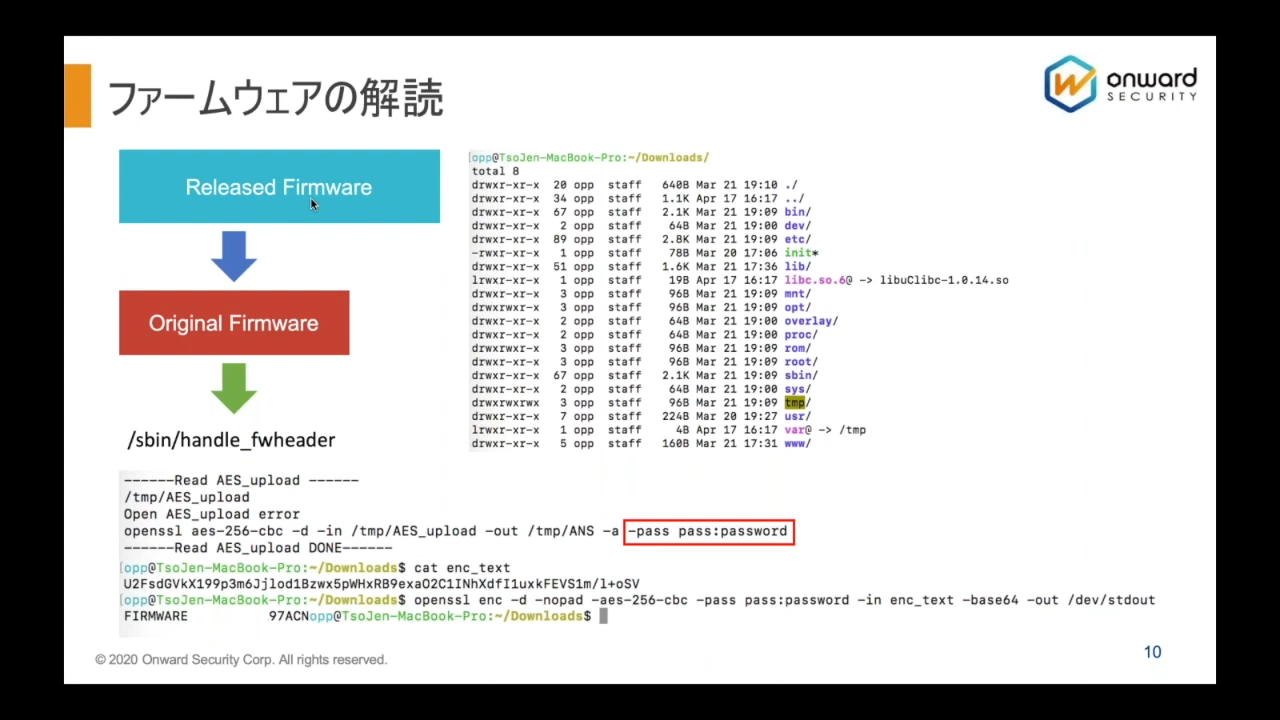 ファームウェアの解読
onward
SECURITY
Released Firmware
Original Firmware
/sbin/handle_fwheader
[opp@TsoJen-MacBook-Pro:~/Downloads/
total 8
drwxr-xr-x 20 opp staff 640B Mar 21 19:10 ./
drwxr-xr-x 34 opp staff 1.1K Apr 17 16:17 ../
drwxr-xr-x 67 opp staff 2.1K Mar 21 19:09 bin/
drwxr-xr-x 2 opp staff 64B Mar 21 19:00 dev/
drwxr-xr-x 89 opp staff 2.8K Mar 21 19:09 etc/
-rwxr-xr-x 1 opp staff 78B Mar 20 17:06 init*
drwxr-xr-x 51 opp staff 1.6K Mar 21 17:36 lib/
lrwxr-xr-x 1 opp staff 19B Apr 17 16:17 libc.so.6@ -> libuClibc-1.0.14.so
drwxr-xr-x 3 opp staff 96B Mar 21 19:09 mnt/
drwxrwxr-x 3 opp staff 96B Mar 21 19:09 opt/
drwxr-xr-x 2 opp staff 64B Mar 21 19:00 overlay/
drwxr-xr-x 2 opp staff 64B Mar 21 19:00 proc/
drwxrwxr-x 3 opp staff 96B Mar 21 19:09 rom/
drwxr-xr-x 3 opp staff 96B Mar 21 19:09 root/
drwxr-xr-x 67 opp staff 2.1K Mar 21 19:09 sbin/
drwxr-xr-x 2 opp staff 64B Mar 21 19:00 sys/
drwxrwxrwx 3 opp staff 96B Mar 21 19:09 tmp/
drwxr-xr-x 7 opp staff 224B Mar 20 19:27 usr/
lrwxr-xr-x 1 opp staff 4B Apr 17 16:17 var@ -> /tmp
drwxr-xr-x 5 opp staff 160B Mar 21 17:31 www/
------Read AES_upload ------
/tmp/AES_upload
Open AES_upload error
openssl aes-256-cbc -d -in /tmp/AES_upload -out /tmp/ANS -a -pass pass:password
------Read AES_upload DONE------
[opp@TsoJen-MacBook-Pro:~/Downloads$ cat enc_text
U2FsdGVkX199p3m6Jjlod1Bzwx5pWHxRB9exaO2C1INhXdfI1uxkFEVS1m/l+oSV
[opp@TsoJen-MacBook-Pro:~/Downloads$ openssl enc -d -nopad -aes-256-cbc -pass pass:password -in enc_text -base64 -out /dev/stdout
FIRMWARE 97ACNopp@TsoJen-MacBook-Pro:~/Downloads$
© 2020 Onward Security Corp. All rights reserved.
10